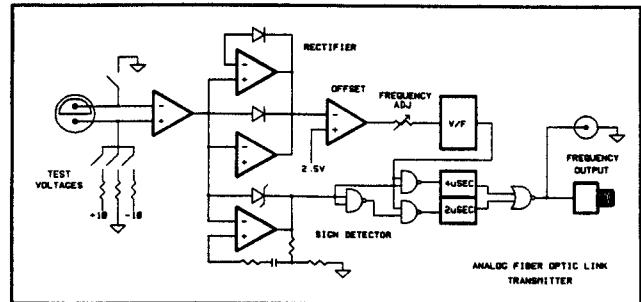 RECTIFIER
OFFSET
FREQUENCY
ADJ
V/F
TEST
VOLTAGES
+10 -10
2.5V
4uSEC
2uSEC
SIGN DETECTOR
FREQUENCY
OUTPUT
ANALOG FIBER OPTIC LINK
TRANSMITTER